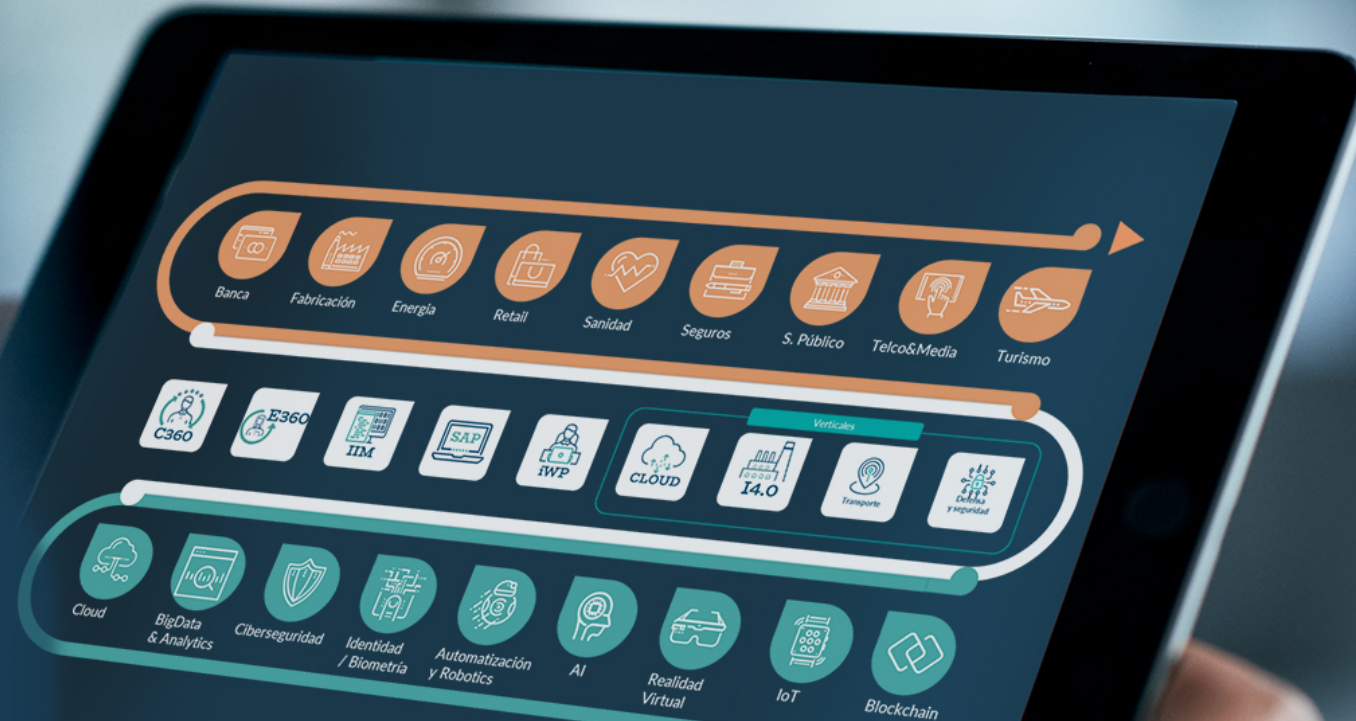 Banca
Fabricación
Energia
Retail
Sanidad
Seguros
S. Público
Telco&Media
Turismo
Verticales
C360
E360
IIM
SAP
iWP
CLOUD
I4.0
Transporte
Defensa
y seguridad
Cloud
BigData
& Analytics
Ciberseguridad
Identidad
/ Biometría
Automatización
y Robotics
AI
Realidad
Virtual
IoT
Blockchain